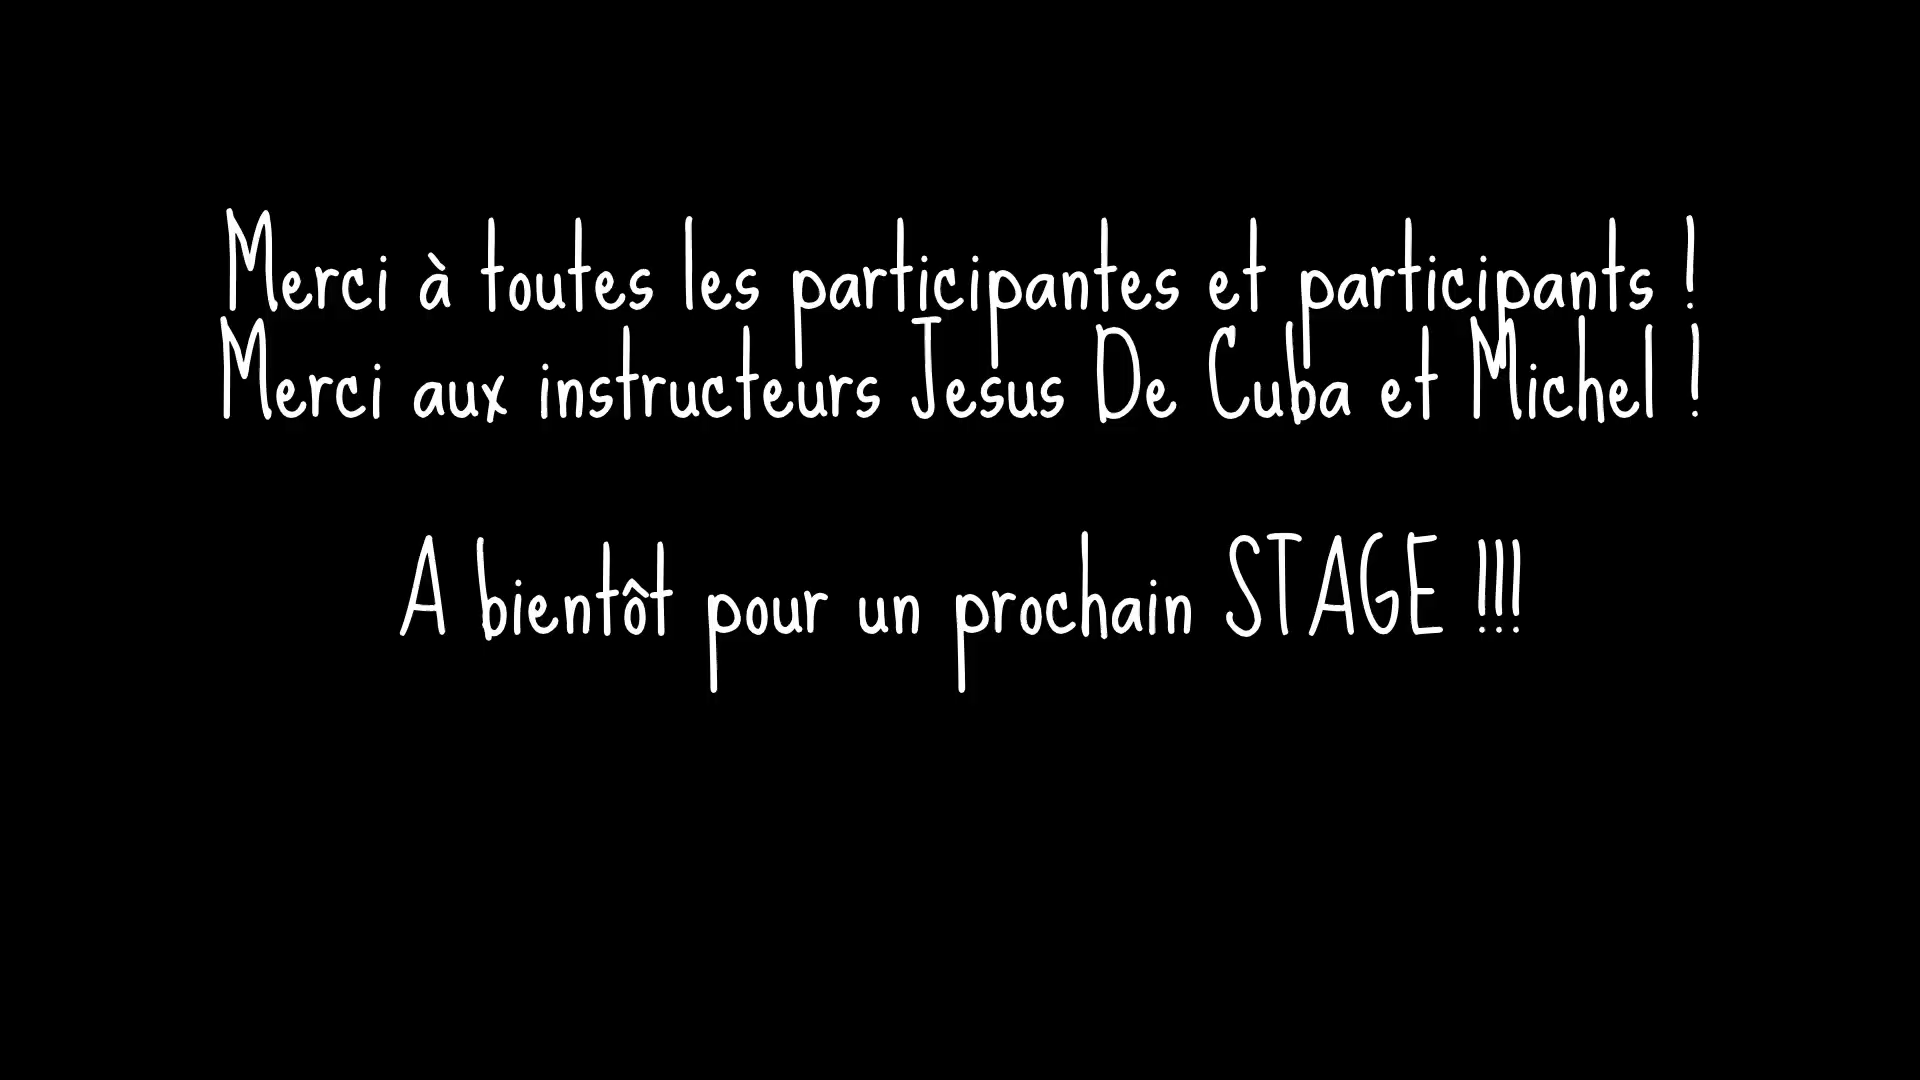 Merci à toutes les participantes et participants !
Merci aux instructeurs Jesus De Cuba et Michel !
A bientôt pour un prochain STAGE !!!